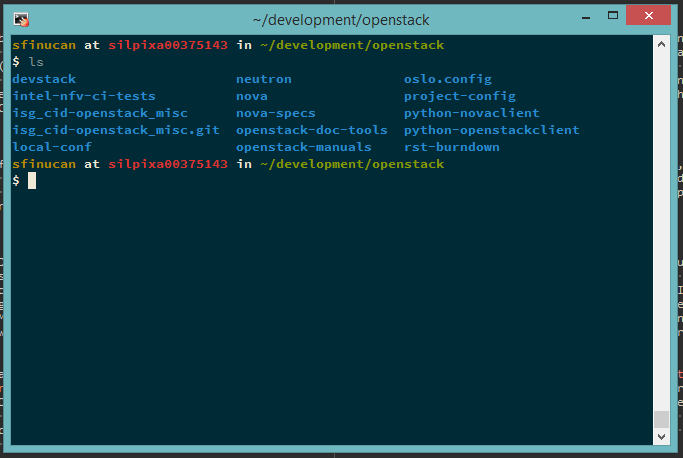 ~/development/openstack
sfinucan at silpixa00375143 in ~/development/openstack
$ ls
devstack neutron oslo.config
intel-nfv-ci-tests nova project-config
isg_cid-openstack_misc nova-specs python-novaclient
isg_cid-openstack_misc.git openstack-doc-tools python-openstackclient
local-conf openstack-manuals rst-burndown
sfinucan at silpixa00375143 in ~/development/openstack
$